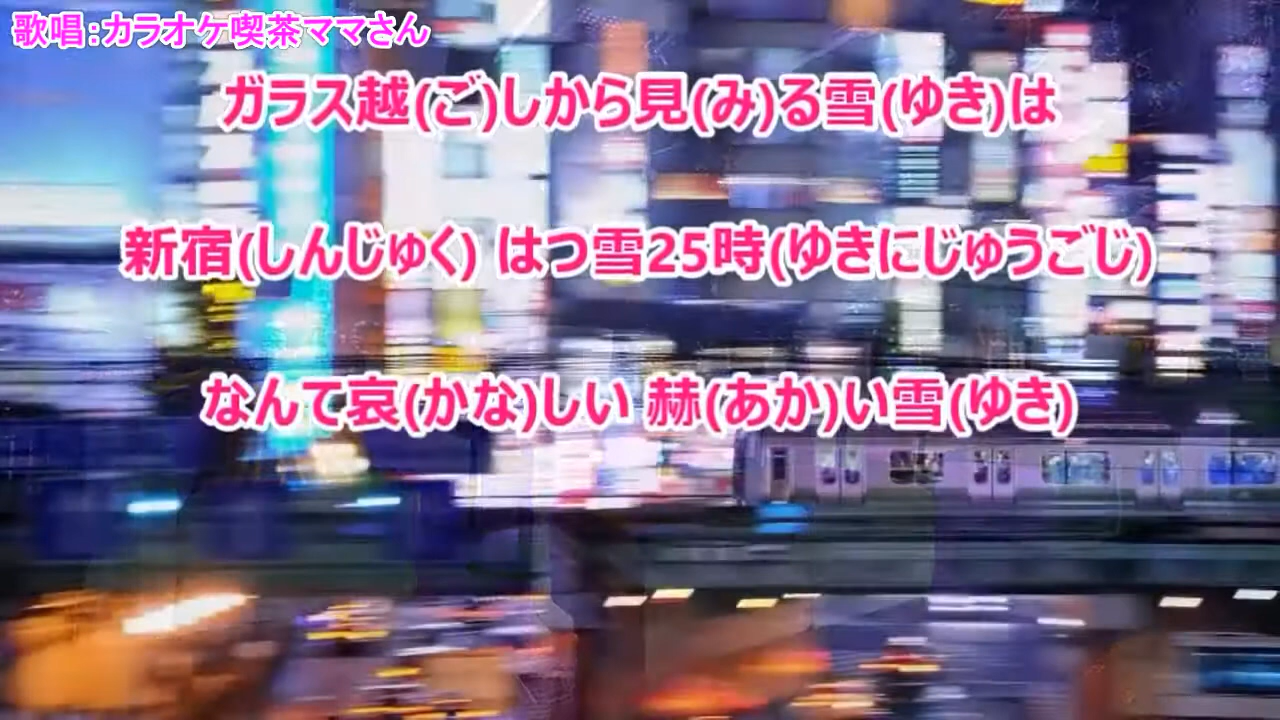 歌唱:カラオケ喫茶ママさん
ガラス越(ご)しから見(み)る雪(ゆき)は
新宿(しんじゅく) はつ雪25時(ゆきにじゅうごじ)
なんて哀(かな)しい 赫(あか)い雪(ゆき)